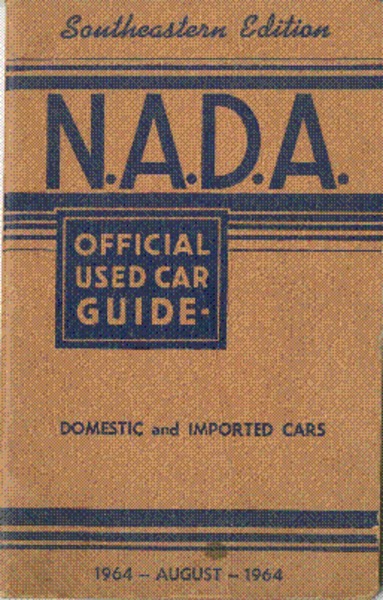 Southeastern Edition
N.A.D.A.
OFFICIAL
USED CAR
GUIDE-
DOMESTIC and IMPORTED CARS
1964 – AUGUST – 1964